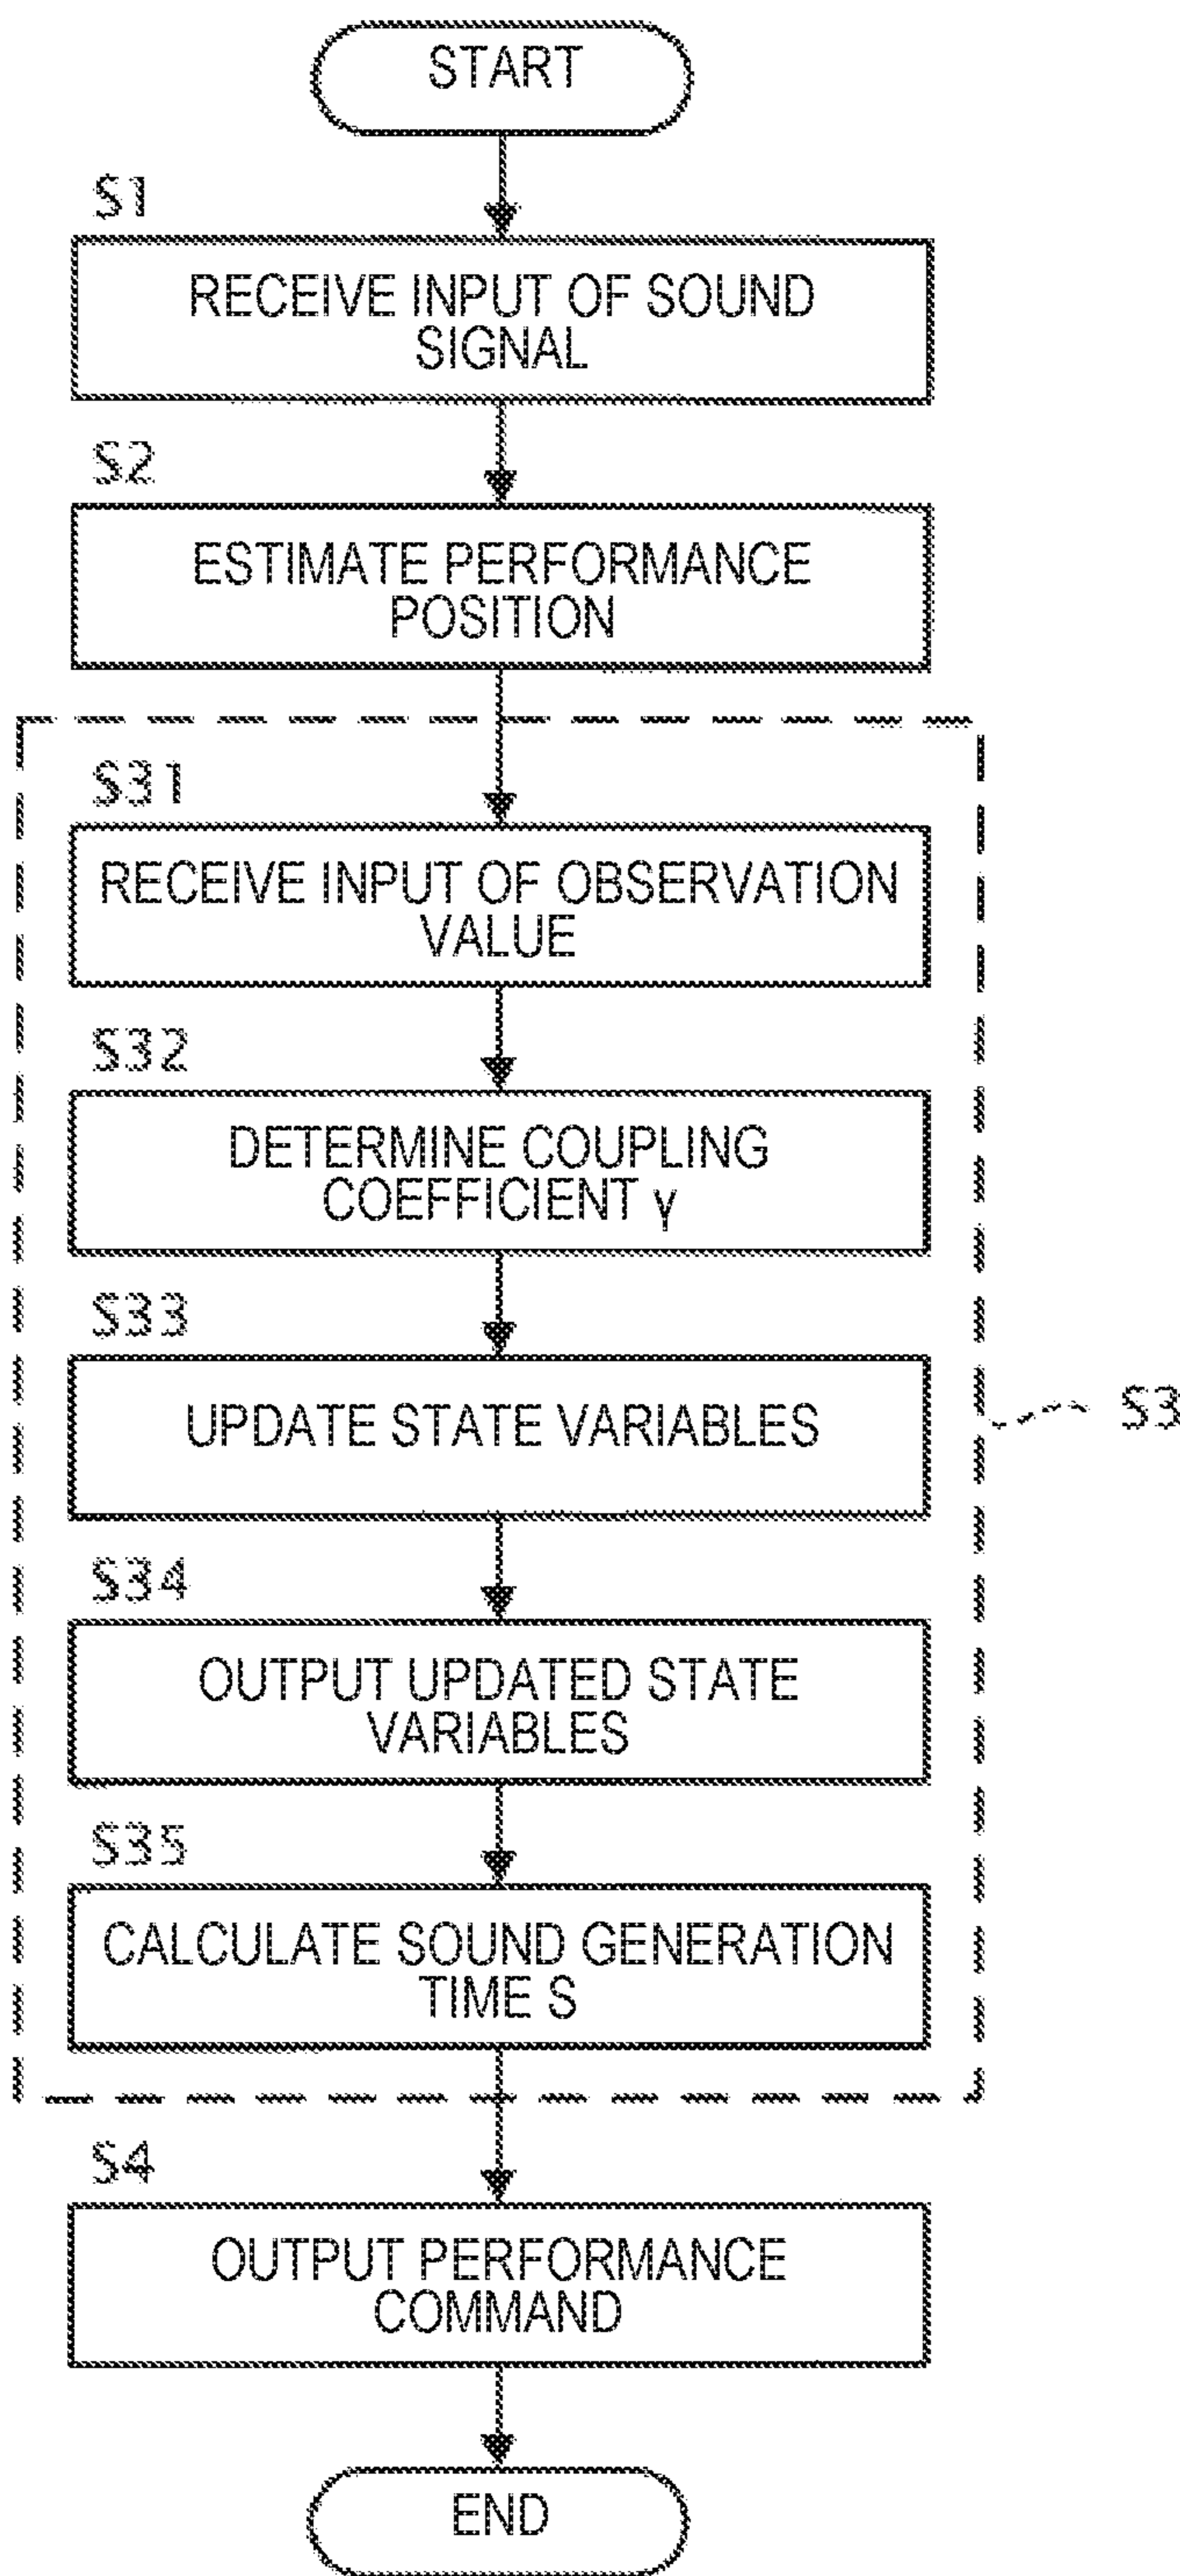 START
S1
RECEIVE INPUT OF SOUND
SIGNAL
S2
ESTIMATE PERFORMANCE
POSITION
S31
RECEIVE INPUT OF OBSERVATION
VALUE
S32
DETERMINE COUPLING
COEFFICIENT γ
S33
UPDATE STATE VARIABLES
S3
S34
OUTPUT UPDATED STATE
VARIABLES
S35
CALCULATE SOUND GENERATION
TIME S
S4
OUTPUT PERFORMANCE
COMMAND
END